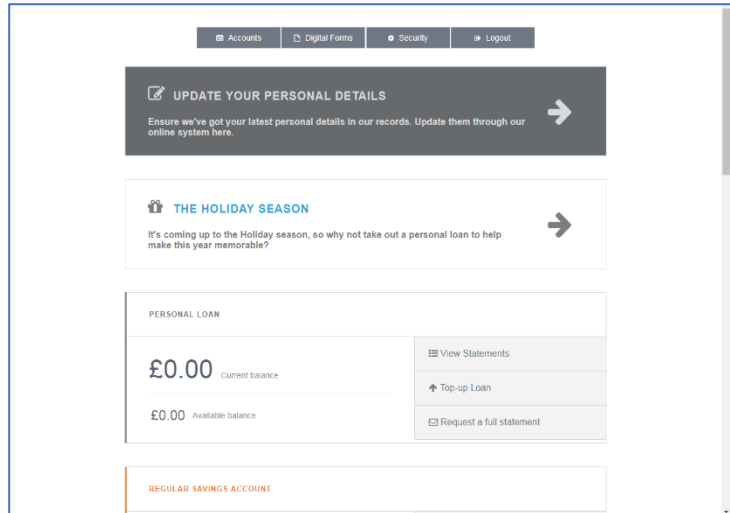 Accounts
Digital Forms
Security
Logout
UPDATE YOUR PERSONAL DETAILS
Ensure we've got your latest personal details in our records. Update them through our
online system here.
THE HOLIDAY SEASON
It's coming up to the Holiday season, so why not take out a personal loan to help
make this year memorable?
PERSONAL LOAN
£0.00 Current balance
£0.00 Available balance
View Statements
Top-up Loan
Request a full statement
REGULAR SAVINGS ACCOUNT